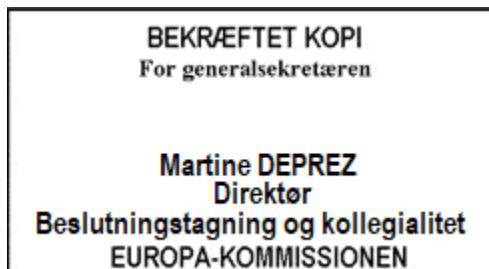 BEKRÆFTET KOPI
For generalsekretæren
Martine DEPREZ
Direktør
Beslutningstagning og kollegialitet
EUROPA-KOMMISSIONEN